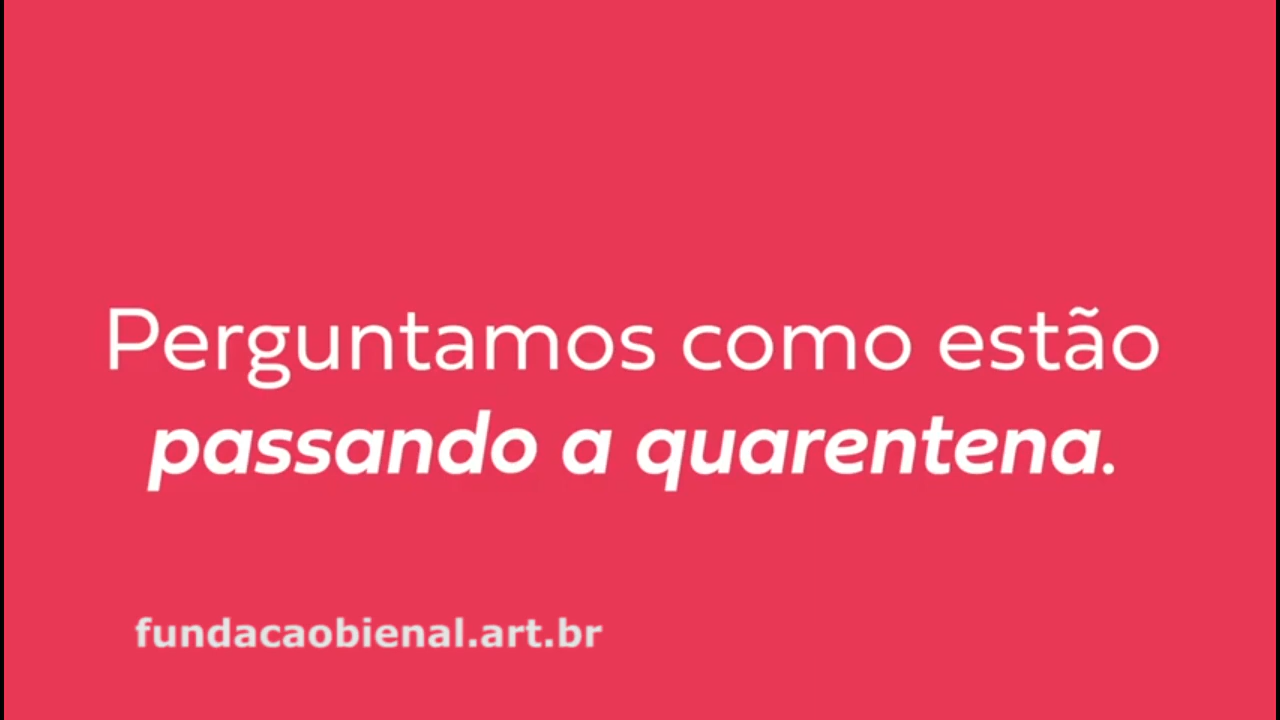 Perguntamos como estão
passando a quarentena.
fundacaobienal.art.br